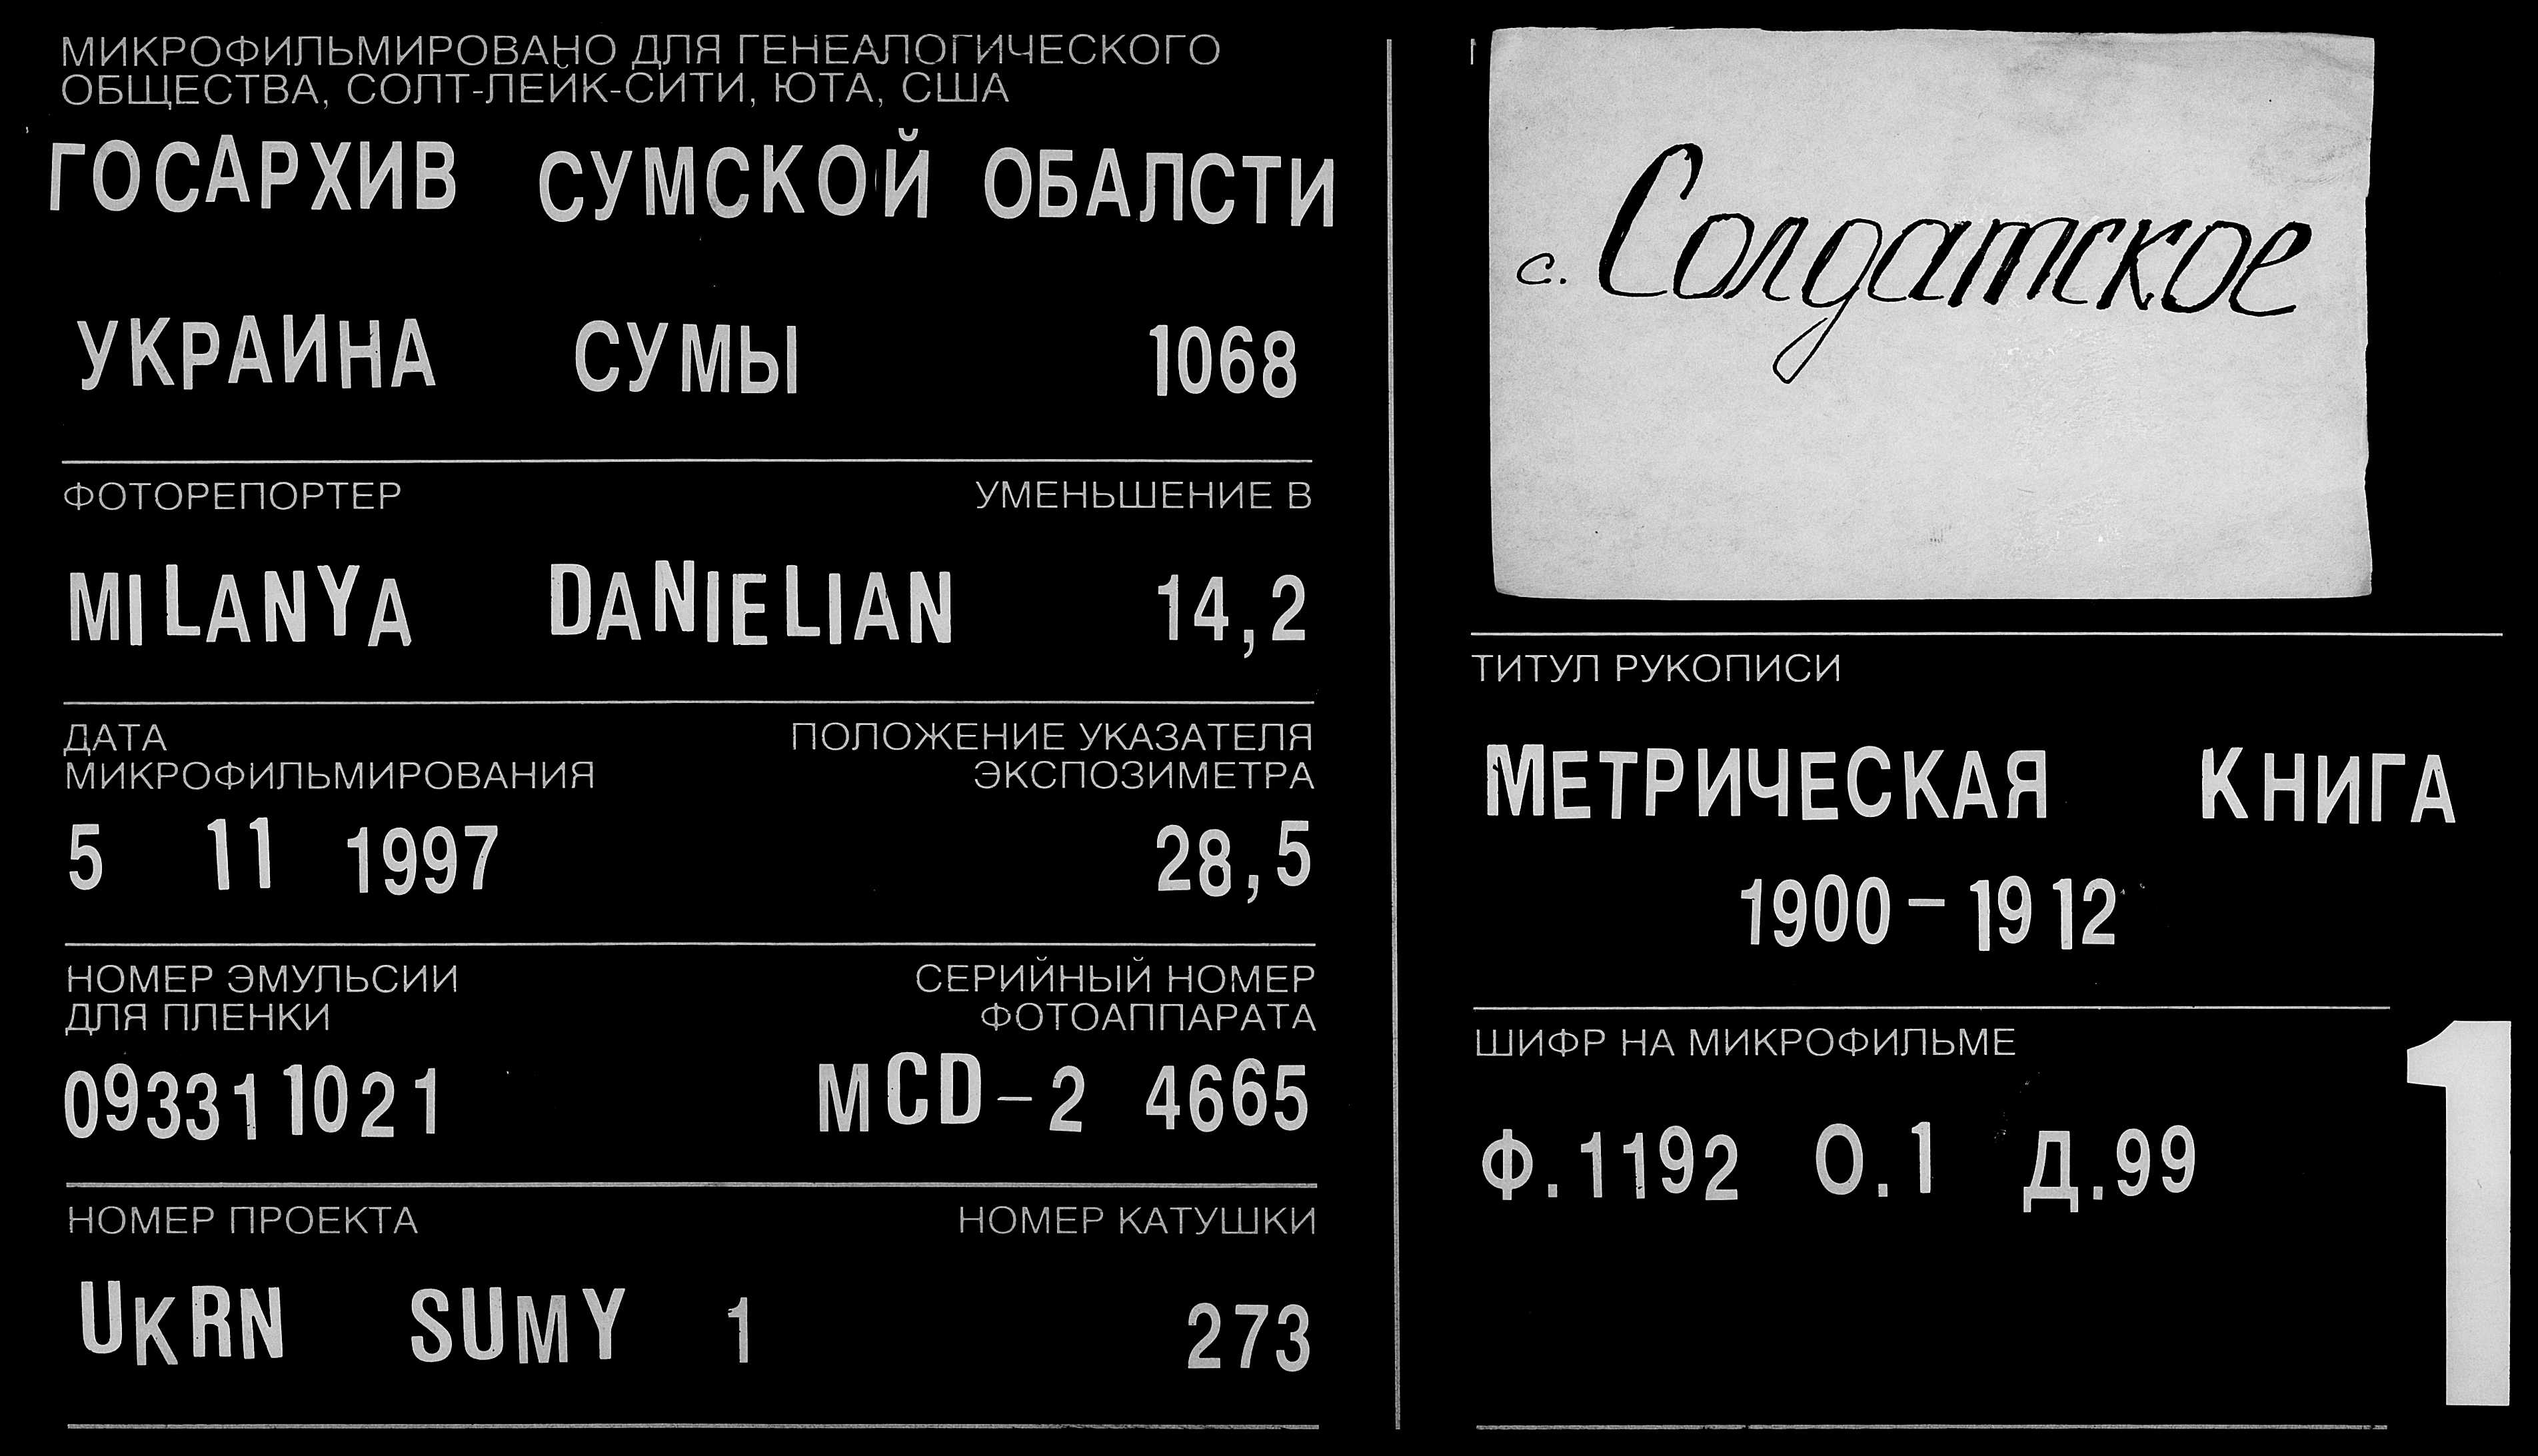 МИКРОФИЛЬМИРОВАНО ДЛЯ ГЕНЕАЛОГИЧЕСКОГО
ОБЩЕСТВА, СОЛТ-ЛЕЙК-СИТИ, ЮТА, США
ГОСАРХИВ СУМСКОЙ ОБАЛСТИ
УКРАИНА СУМЫ 1068
ФОТОРЕПОРТЕР УМЕНЬШЕНИЕ В
MILANYA DANIELIAN 14,2
ДАТА
МИКРОФИЛЬМИРОВАНИЯ
ПОЛОЖЕНИЕ УКАЗАТЕЛЯ
ЭКСПОЗИМЕТРА
5 11 1997 28,5
НОМЕР ЭМУЛЬСИИ
ДЛЯ ПЛЕНКИ
СЕРИЙНЫЙ НОМЕР
ФОТОАППАРАТА
093311021 MCD-2 4665
НОМЕР ПРОЕКТА НОМЕР КАТУШКИ
UKRN SUMY 1 273
с. Солдатское
ТИТУЛ РУКОПИСИ
МЕТРИЧЕСКАЯ КНИГА
1900-1912
ШИФР НА МИКРОФИЛЬМЕ
Ф.1192 О.1 Д.99
1